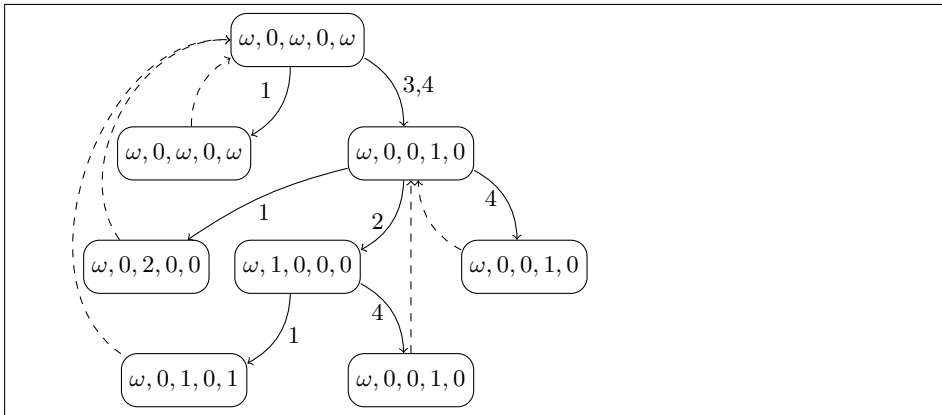 ω, 0, ω, 0, ω
1
3,4
ω, 0, ω, 0, ω
ω, 0, 0, 1, 0
1
2
4
ω, 0, 2, 0, 0
ω, 1, 0, 0, 0
ω, 0, 0, 1, 0
1
4
ω, 0, 1, 0, 1
ω, 0, 0, 1, 0